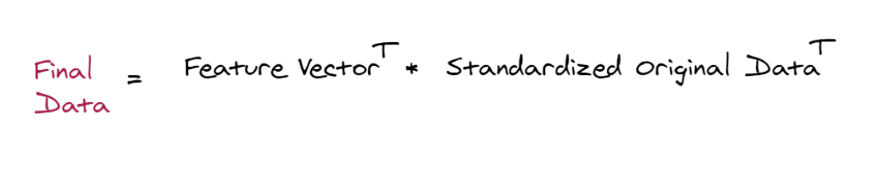 Final Data = Feature Vector^T * Standardized Original Data^T